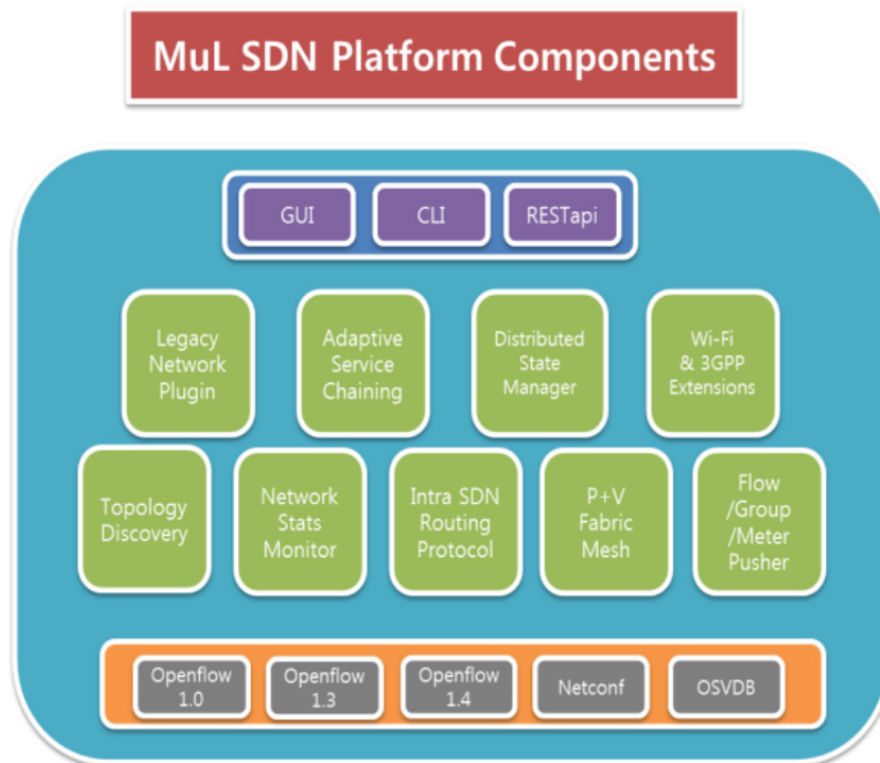 MuL SDN Platform Components
GUI
CLI
RESTapi
Legacy
Network
Plugin
Adaptive
Service
Chaining
Distributed
State
Manager
Wi-Fi
& 3GPP
Extensions
Topology
Discovery
Network
Stats
Monitor
Intra SDN
Routing
Protocol
P+V
Fabric
Mesh
Flow
/Group
/Meter
Pusher
Openflow
1.0
Openflow
1.3
Openflow
1.4
Netconf
OSVDB